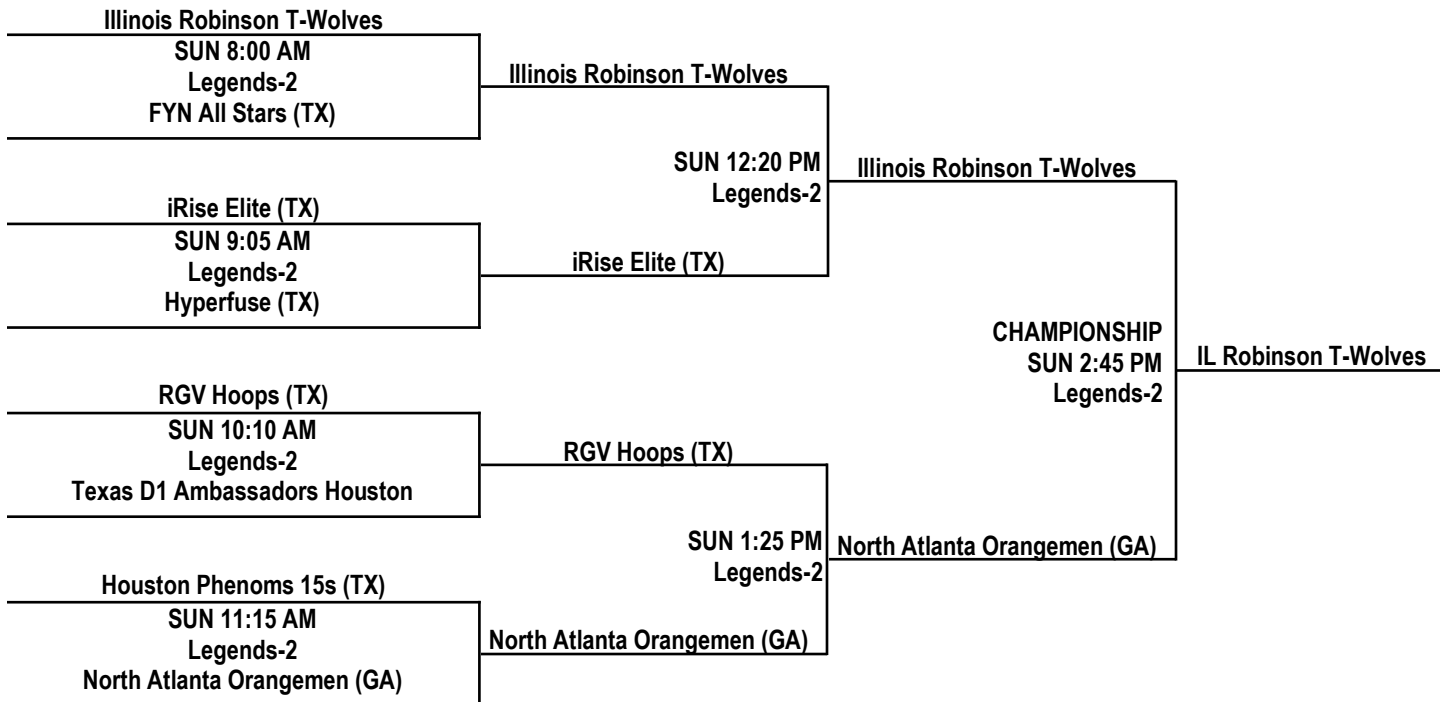 Illinois Robinson T-Wolves
SUN 8:00 AM
Legends-2
FYN All Stars (TX)
iRise Elite (TX)
SUN 9:05 AM
Legends-2
Hyperfuse (TX)
RGV Hoops (TX)
SUN 10:10 AM
Legends-2
Texas D1 Ambassadors Houston
Houston Phenoms 15s (TX)
SUN 11:15 AM
Legends-2
North Atlanta Orangemen (GA)
Illinois Robinson T-Wolves
SUN 12:20 PM
Legends-2
iRise Elite (TX)
RGV Hoops (TX)
SUN 1:25 PM
Legends-2
North Atlanta Orangemen (GA)
Illinois Robinson T-Wolves
CHAMPIONSHIP
SUN 2:45 PM
Legends-2
North Atlanta Orangemen (GA)
IL Robinson T-Wolves